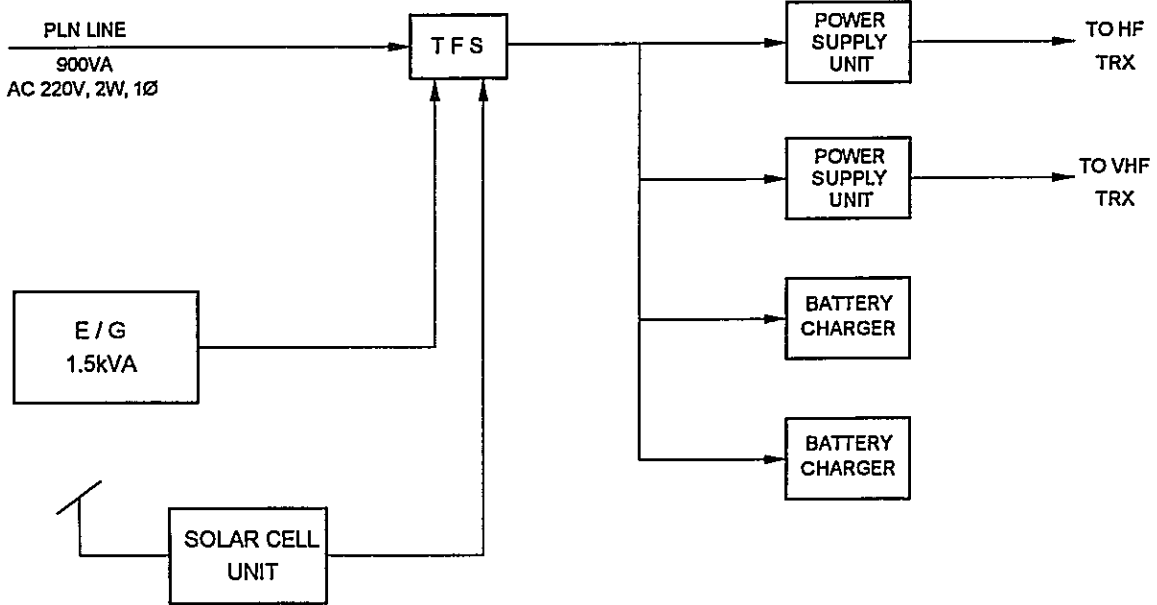 PLN LINE
900VA
AC 220V, 2W, 1Ø
T F S
POWER
SUPPLY
UNIT
TO HF
TRX
POWER
SUPPLY
UNIT
TO VHF
TRX
E / G
1.5kVA
BATTERY
CHARGER
BATTERY
CHARGER
SOLAR CELL
UNIT